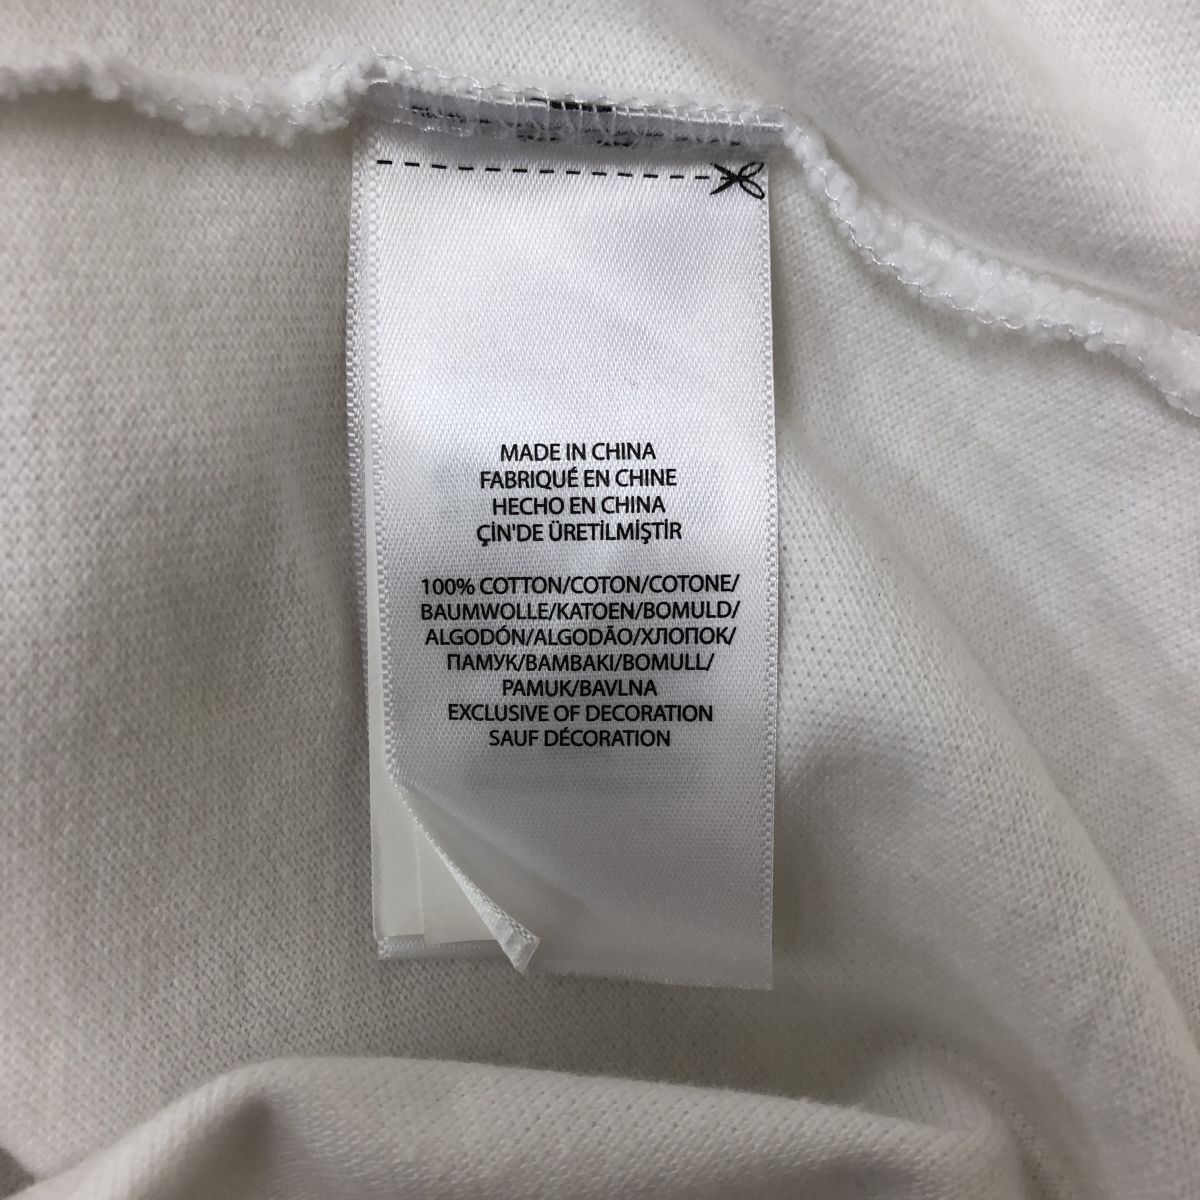 MADE IN CHINA
FABRIQUÉ EN CHINE
HECHO EN CHINA
ÇİN'DE ÜRETİLMİŞTİR
100% COTTON/COTON/COTONE/
BAUMWOLLE/KATOEN/BOMULD/
ALGODÓN/ALGODÃO/ХЛОПОК/
ПАМУК/BAMBAKI/BOMULL/
PAMUK/BAVLNA
EXCLUSIVE OF DECORATION
SAUF DÉCORATION